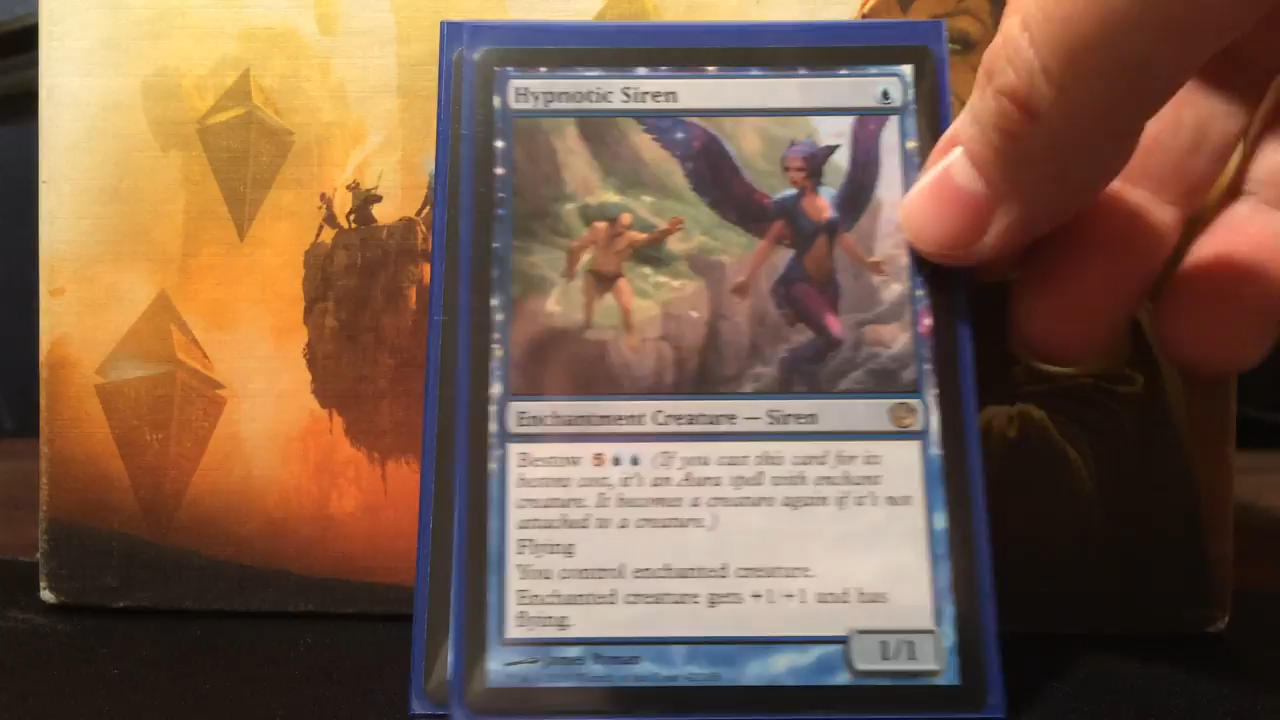 Hypnotic Siren
Enchantment Creature — Siren
Bestow 5 (If you cast this card for its
bestow cost, it's an Aura spell with enchant
creature. It becomes a creature again if it's not
attached to a creature.)
Flying
You control enchanted creature.
Enchanted creature gets +1/+1 and has
flying.
1/1